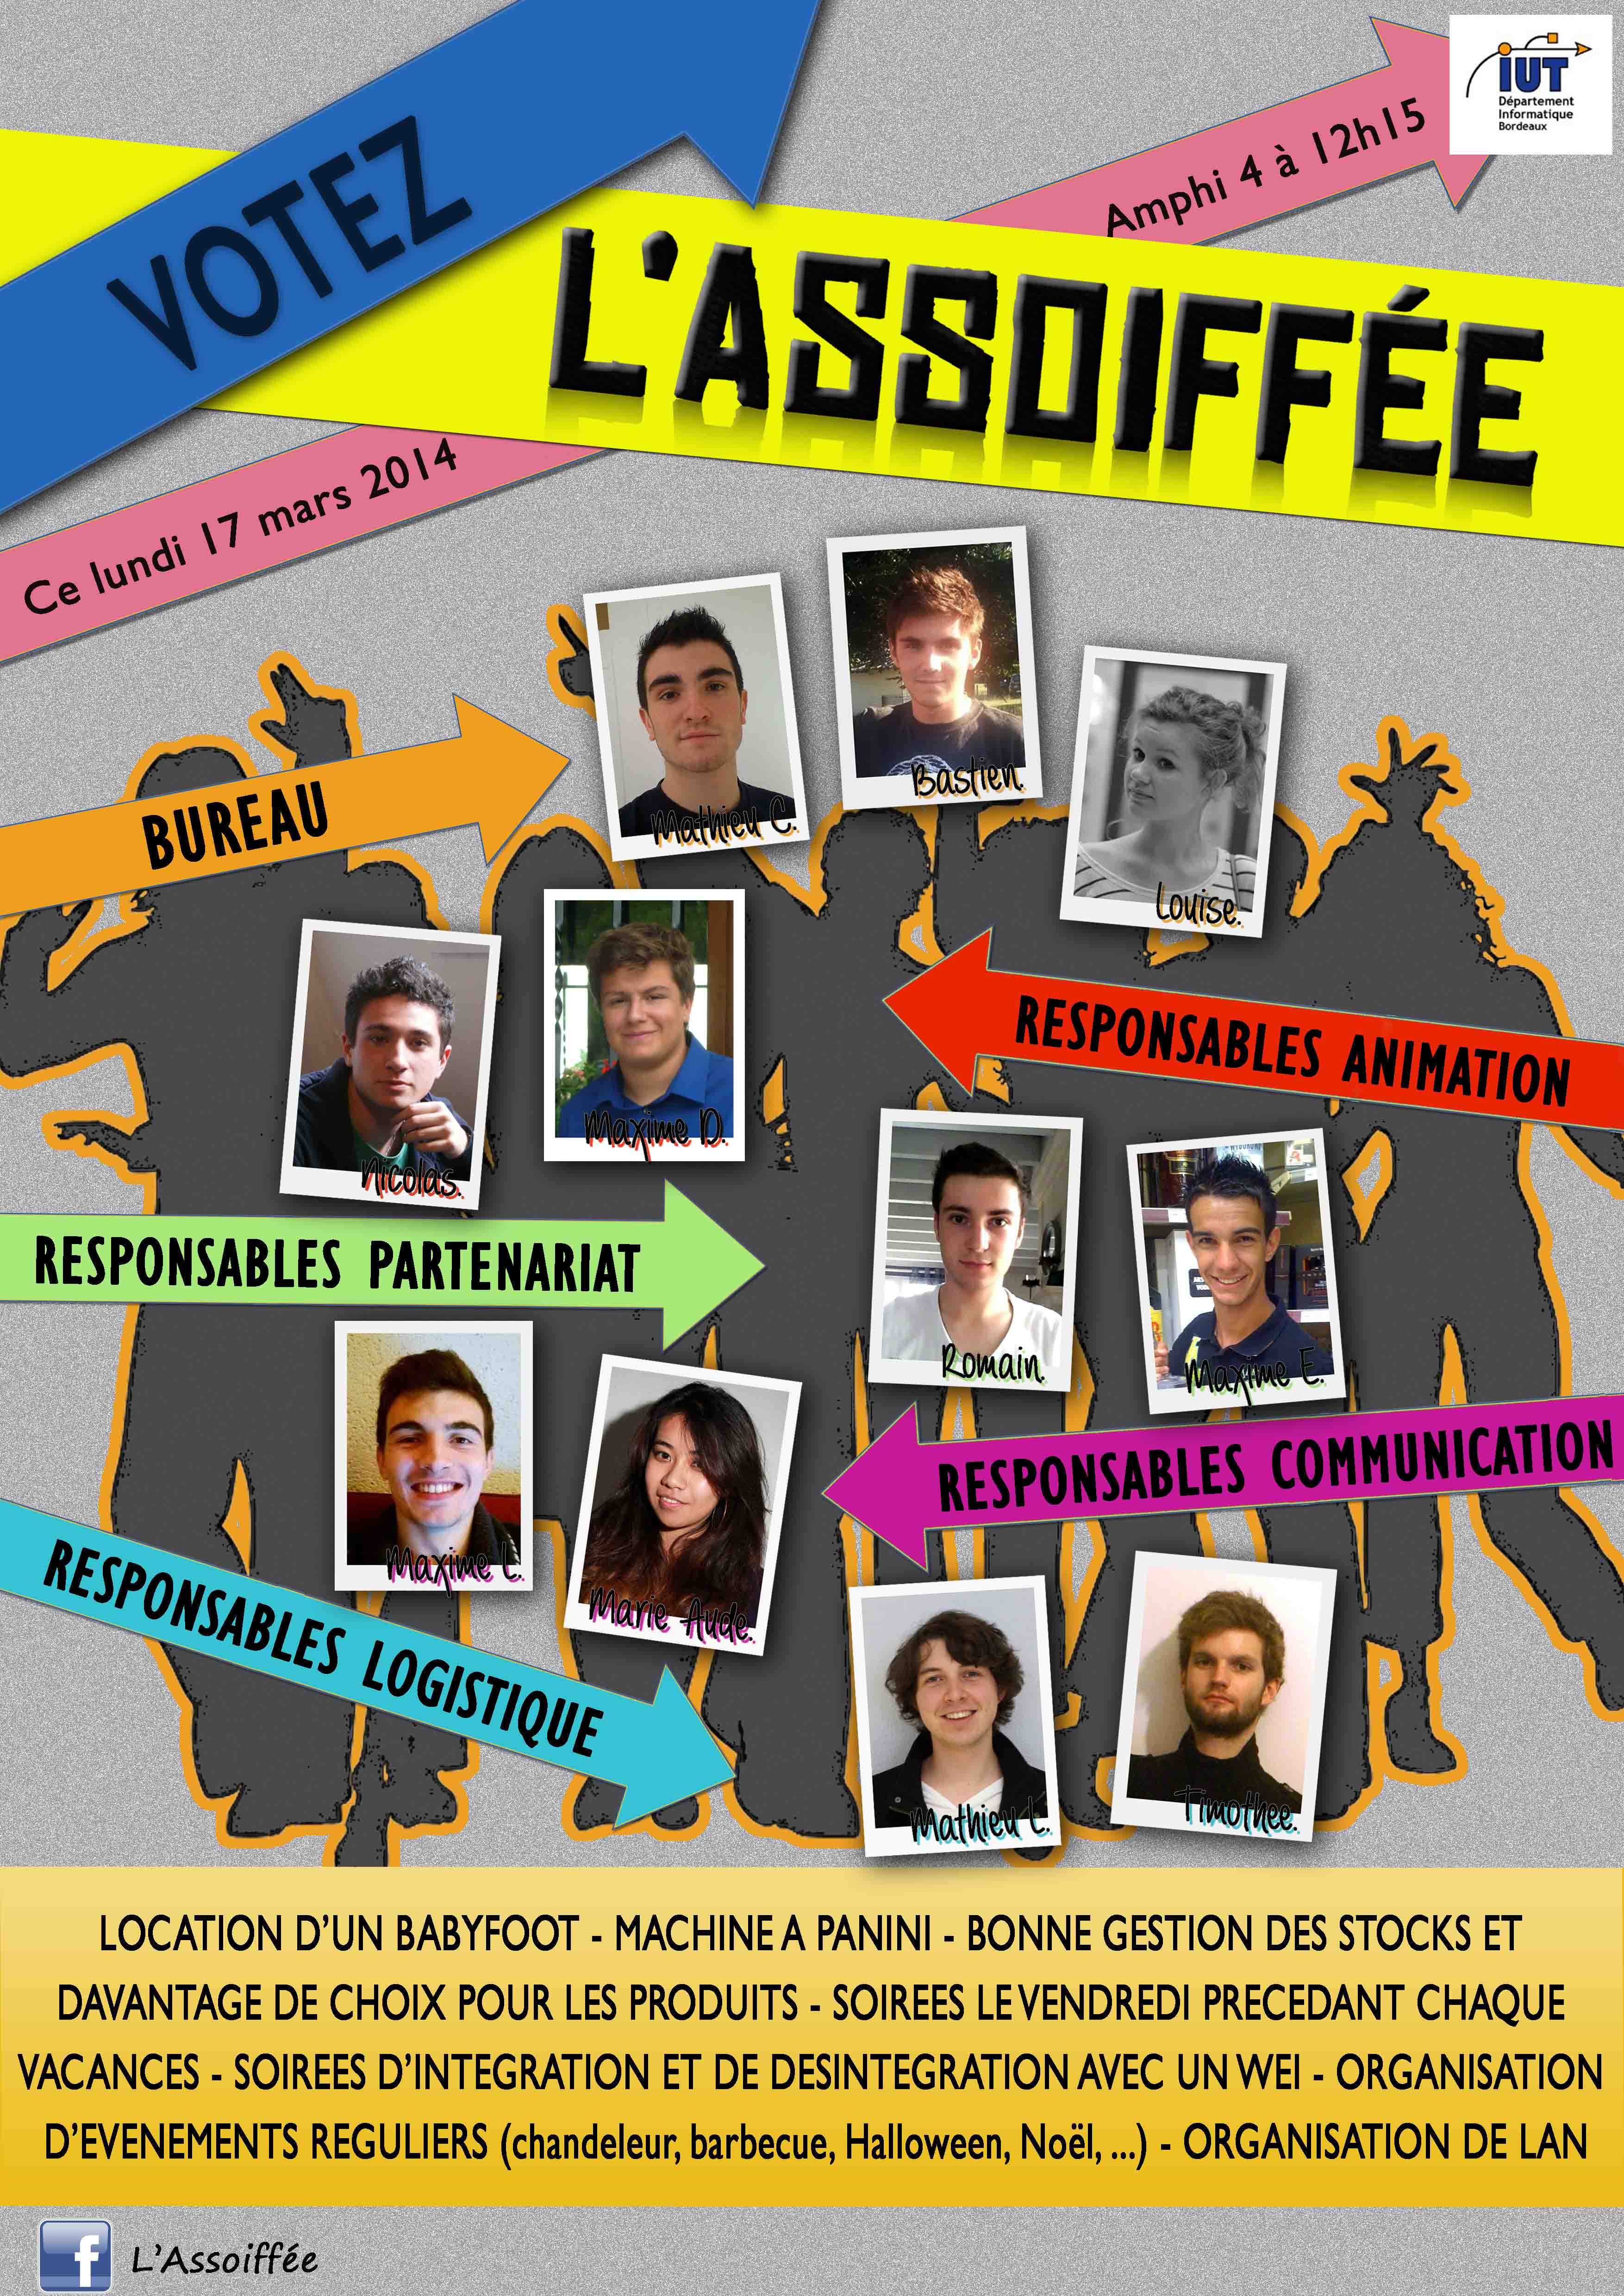 VOTEZ
IUT
Département
Informatique
Bordeaux
Amphi 4 à 12h15
L'ASSOIFFÉE
Ce lundi 17 mars 2014
BUREAU
Mathieu C.
Bastien.
Louise.
RESPONSABLES ANIMATION
Nicolas.
Maxime D.
RESPONSABLES PARTENARIAT
Romain.
Maxime E.
RESPONSABLES COMMUNICATION
Maxime L.
Marie Aude.
RESPONSABLES LOGISTIQUE
Mathieu L.
Timothee.
LOCATION D'UN BABYFOOT - MACHINE A PANINI - BONNE GESTION DES STOCKS ET
DAVANTAGE DE CHOIX POUR LES PRODUITS - SOIREES LE VENDREDI PRECEDANT CHAQUE
VACANCES - SOIREES D'INTEGRATION ET DE DESINTEGRATION AVEC UN WEI - ORGANISATION
D'EVENEMENTS REGULIERS (chandeleur, barbecue, Halloween, Noël, ...) - ORGANISATION DE LAN
f
L'Assoiffée